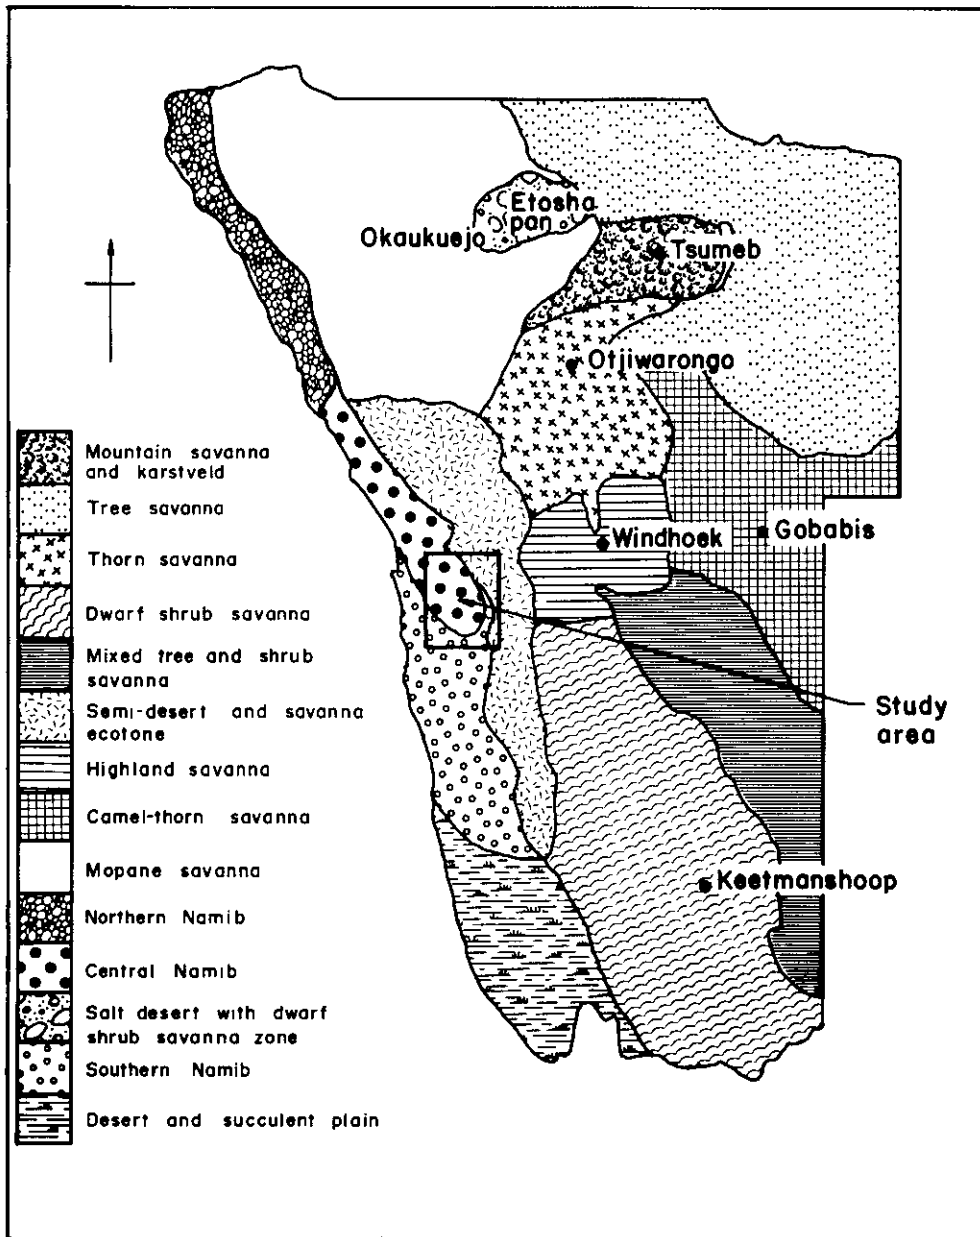 Etosha
pan
Okaukuejo
Tsumeb
Otjiwarongo
Windhoek
Gobabis
Study
area
Keetmanshoop
Mountain savanna
and karstveld
Tree savanna
Thorn savanna
Dwarf shrub savanna
Mixed tree and shrub
savanna
Semi-desert and savanna
ecotone
Highland savanna
Camel-thorn savanna
Mopane savanna
Northern Namib
Central Namib
Salt desert with dwarf
shrub savanna zone
Southern Namib
Desert and succulent plain